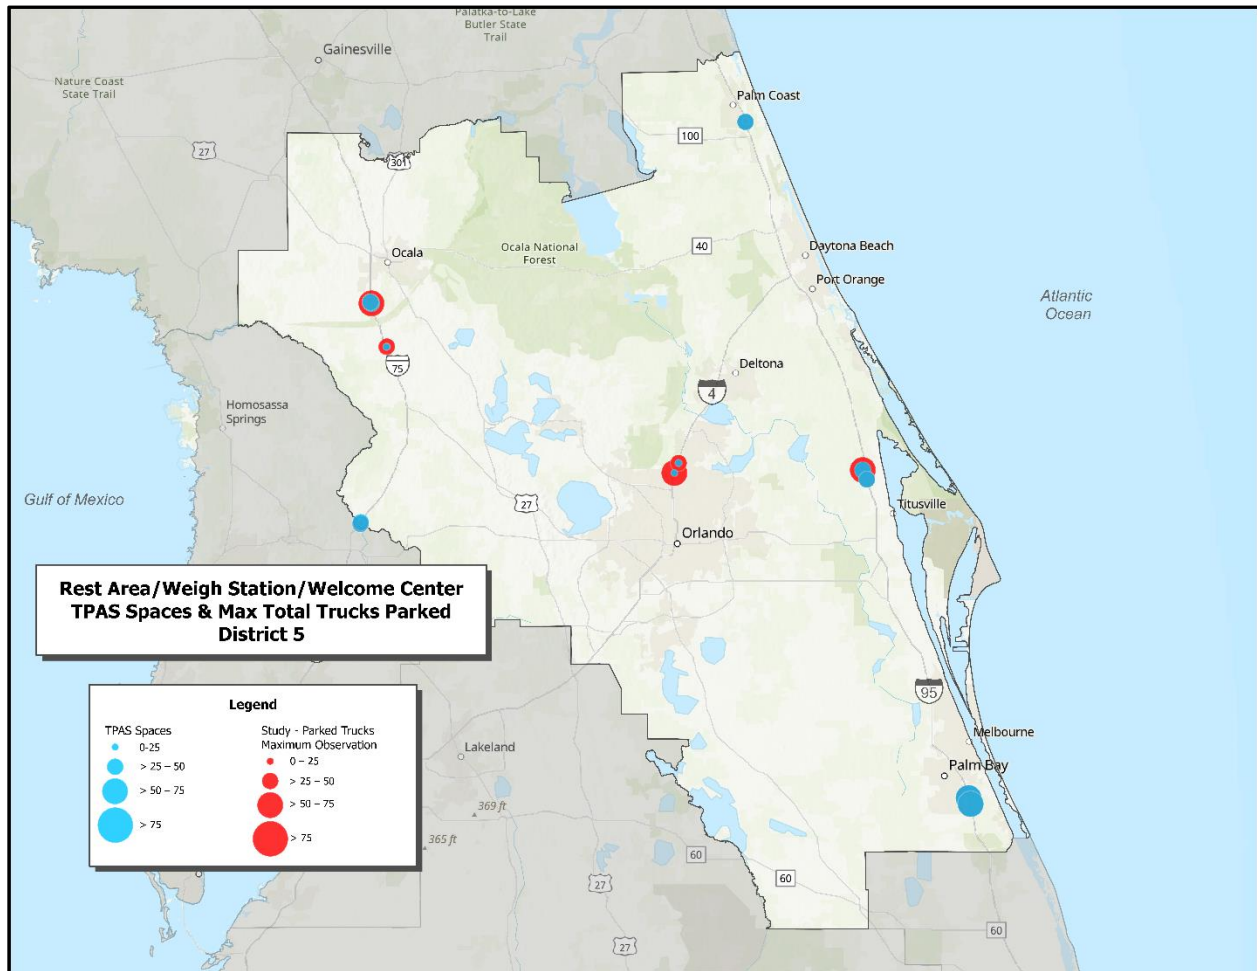 Palatka-to-Lake
Butler State
Trail
Gainesville
Nature Coast
State Trail
Palm Coast
100
27
301
Ocala
Ocala National
Forest
40
Daytona Beach
Port Orange
Atlantic
Ocean
75
Deltona
4
Homosassa
Springs
Gulf of Mexico
27
Titusville
Orlando
Rest Area/Weigh Station/Welcome Center
TPAS Spaces & Max Total Trucks Parked
District 5
95
Legend
TPAS Spaces
0-25
> 25 – 50
> 50 – 75
> 75
Study - Parked Trucks
Maximum Observation
0 – 25
> 25 – 50
> 50 – 75
> 75
Melbourne
Lakeland
Palm Bay
369 ft
365 ft
60
60
27
60
27